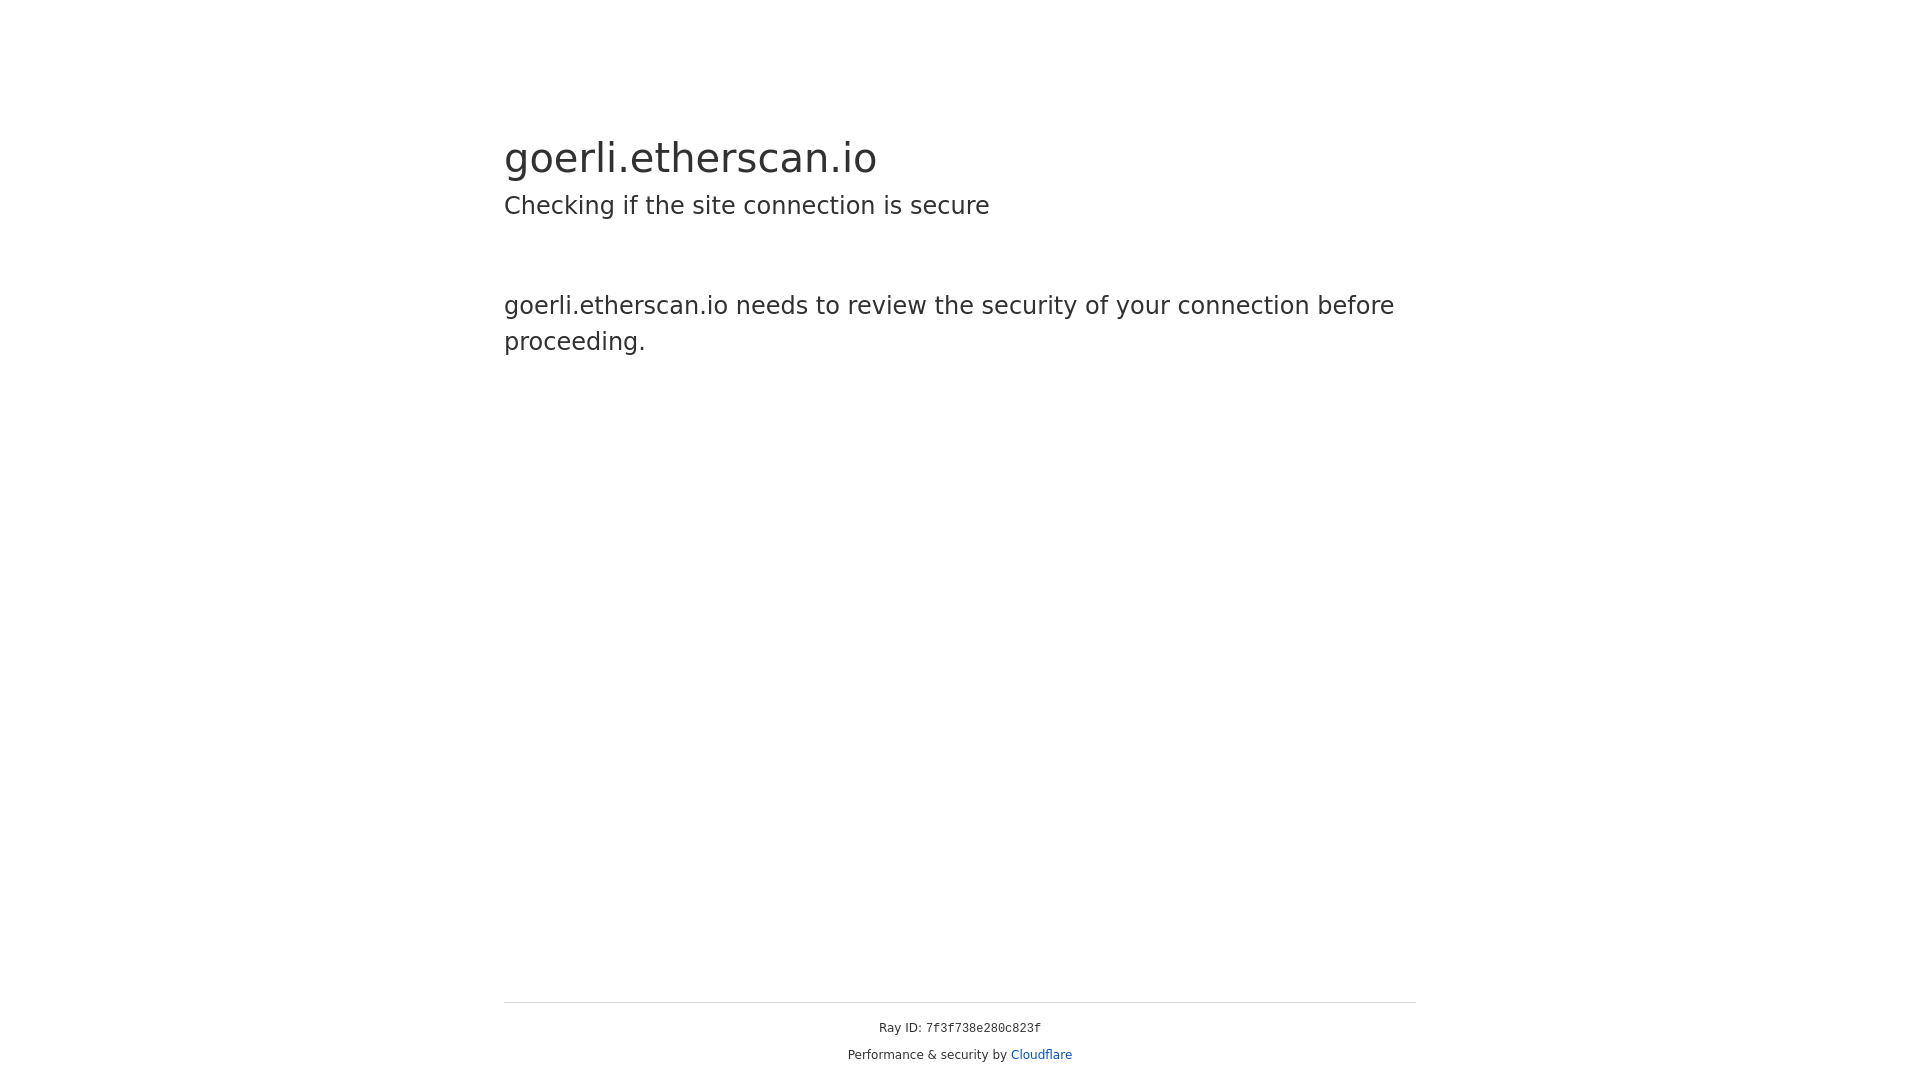 goerli.etherscan.io
Checking if the site connection is secure
goerli.etherscan.io needs to review the security of your connection before
proceeding.
Ray ID: 7f3f738e280c823f
Performance & security by Cloudflare